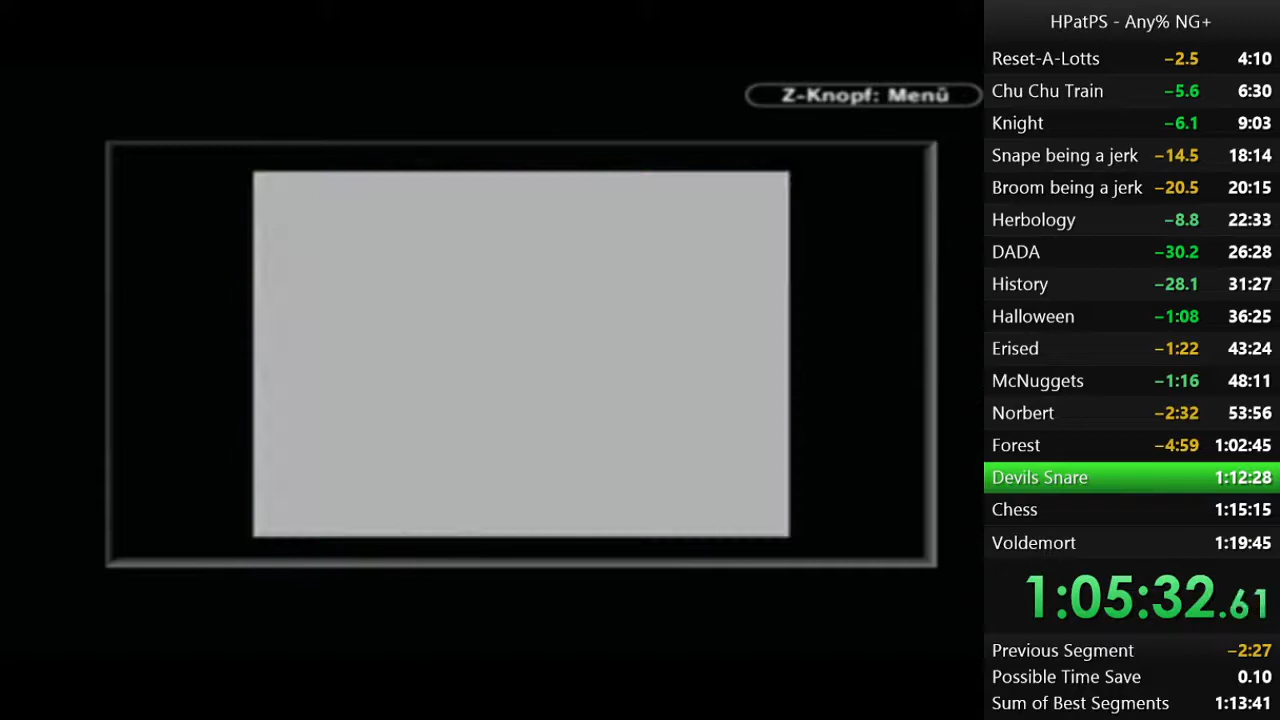 Z-Knopf: Menü
HPatPS - Any% NG+
Reset-A-Lotts −2.5 4:10
Chu Chu Train −5.6 6:30
Knight −6.1 9:03
Snape being a jerk −14.5 18:14
Broom being a jerk −20.5 20:15
Herbology −8.8 22:33
DADA −30.2 26:28
History −28.1 31:27
Halloween −1:08 36:25
Erised −1:22 43:24
McNuggets −1:16 48:11
Norbert −2:32 53:56
Forest −4:59 1:02:45
Devils Snare 1:12:28
Chess 1:15:15
Voldemort 1:19:45
1:05:32.61
Previous Segment −2:27
Possible Time Save 0.10
Sum of Best Segments 1:13:41